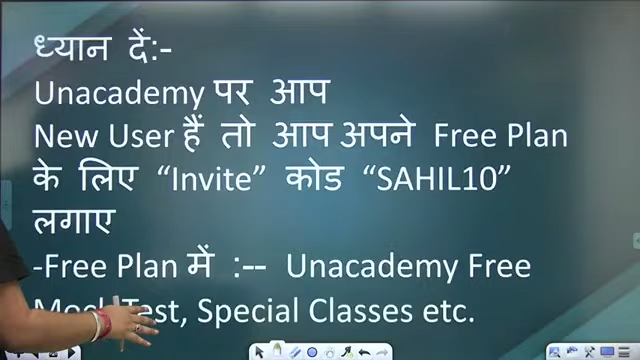 ध्यान दें:-
Unacademy पर आप
New User हैं तो आप अपने Free Plan
के लिए “Invite” कोड “SAHIL10”
लगाए
-Free Plan में :-- Unacademy Free
Mock Test, Special Classes etc.